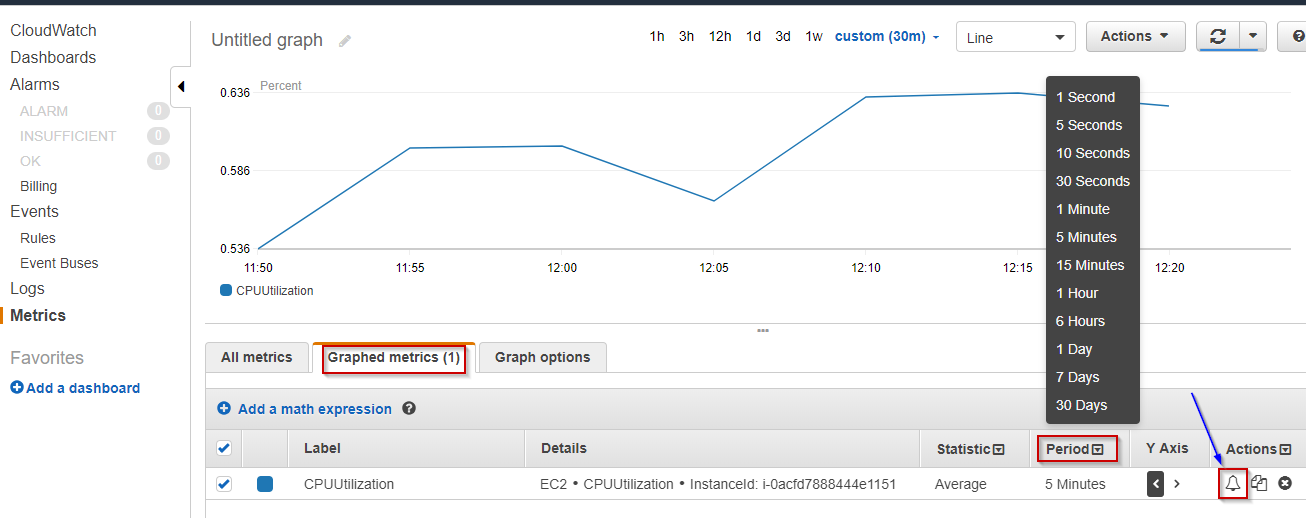 CloudWatch
Dashboards
Alarms
ALARM 0
INSUFFICIENT 0
OK 0
Billing
Events
Rules
Event Buses
Logs
Metrics
Favorites
Add a dashboard
Untitled graph
1h 3h 12h 1d 3d 1w custom (30m) Line Actions
Percent
0.636
0.586
0.536
11:50 11:55 12:00 12:05 12:10 12:15 12:20
CPUUtilization
1 Second
5 Seconds
10 Seconds
30 Seconds
1 Minute
5 Minutes
15 Minutes
1 Hour
6 Hours
1 Day
7 Days
30 Days
All metrics Graphed metrics (1) Graph options
Add a math expression ?
Label Details Statistic Period Y Axis Actions
CPUUtilization EC2 • CPUUtilization • InstanceId: i-0acfd7888444e1151 Average 5 Minutes